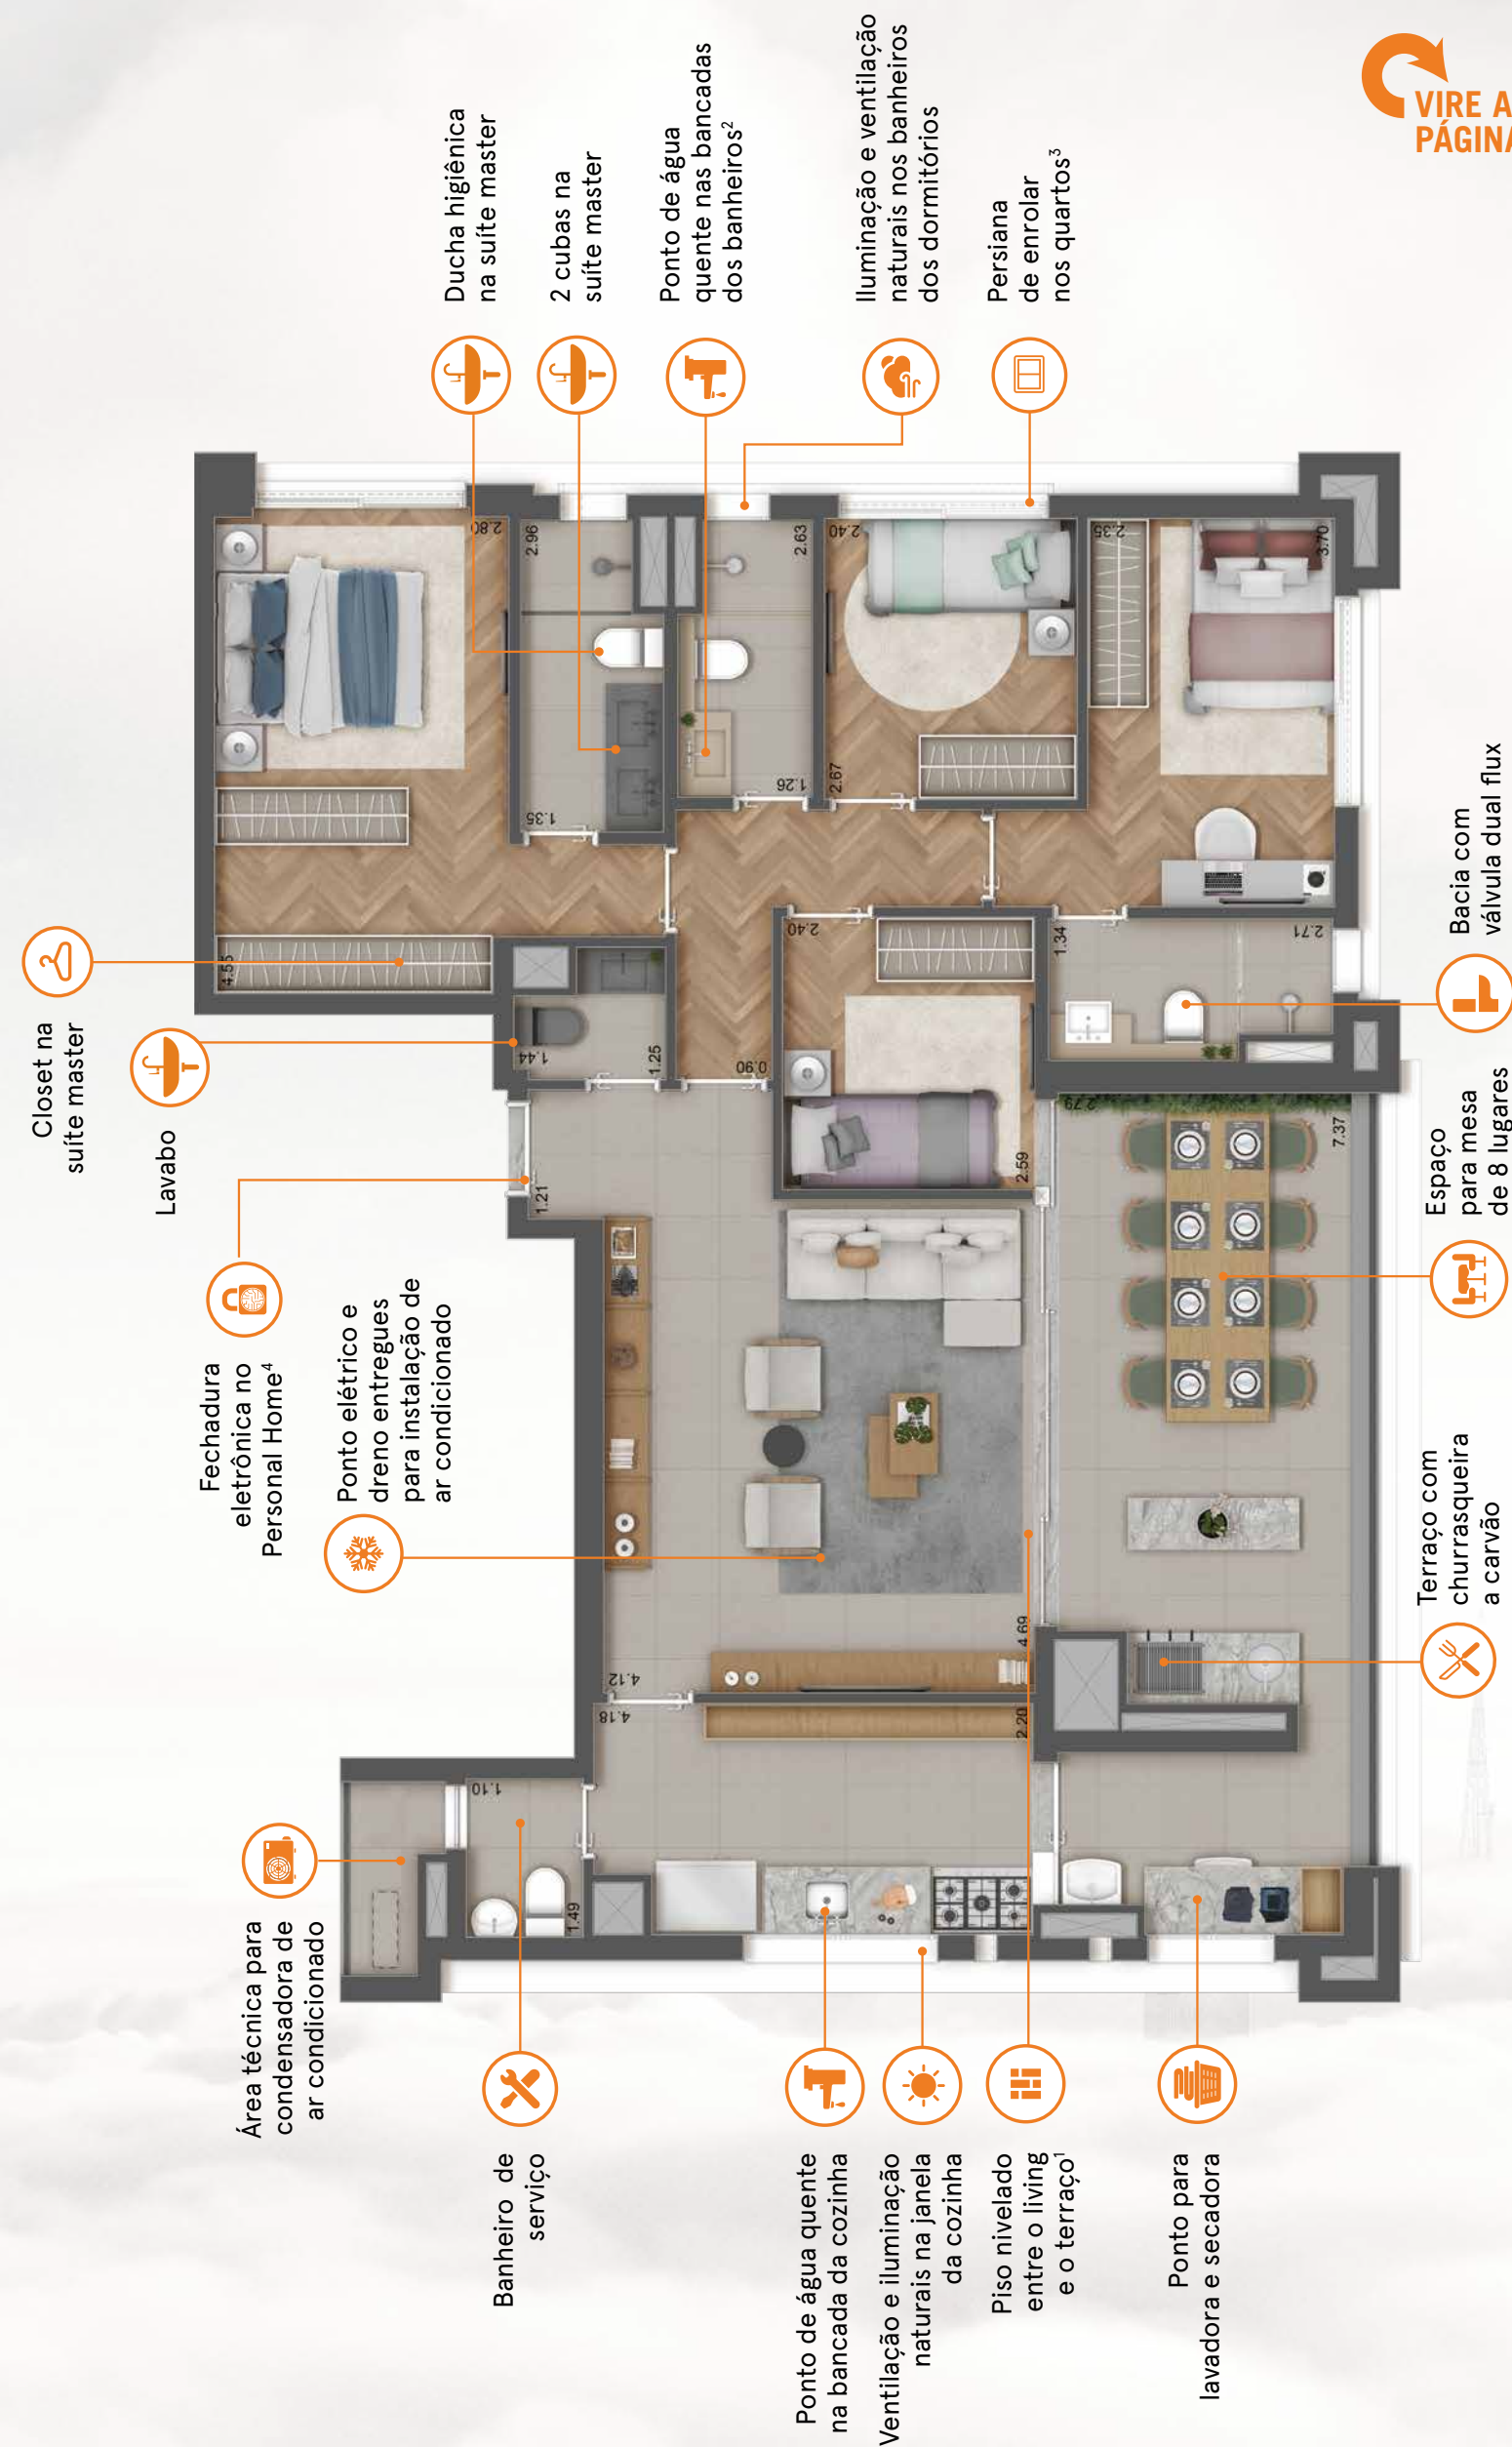 VIRE A
PÁGINA
Closet na
suíte master
Lavabo
Fechadura
eletrônica no
Personal Home⁴
Ponto elétrico e
dreno entregues
para instalação de
ar condicionado
Área técnica para
condensadora de
ar condicionado
Banheiro de
serviço
Ponto de água quente
na bancada da cozinha
Ventilação e iluminação
naturais na janela
da cozinha
Piso nivelado
entre o living
e o terraço¹
Ponto para
lavadora e secadora
Ducha higiênica
na suíte master
2 cubas na
suíte master
Ponto de água
quente nas bancadas
dos banheiros²
Iluminação e ventilação
naturais nos banheiros
dos dormitórios
Persiana
de enrolar
nos quartos³
Bacia com
válvula dual flux
Espaço
para mesa
de 8 lugares
Terraço com
churrasqueira
a carvão
4.55
2.80
2.96
1.35
2.63
1.26
2.40
2.67
2.35
3.70
1.44
1.25
0.90
2.40
2.59
1.34
2.71
1.21
2.79
7.37
4.12
4.69
4.18
2.20
1.10
1.49